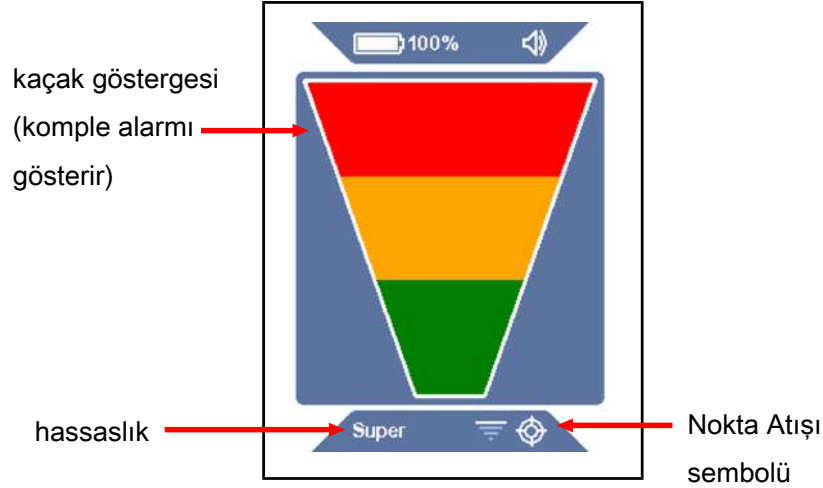 100%
kaçak göstergesi
(komple alarmı
gösterir)
hassaslık
Super
Nokta Atışı
sembolü